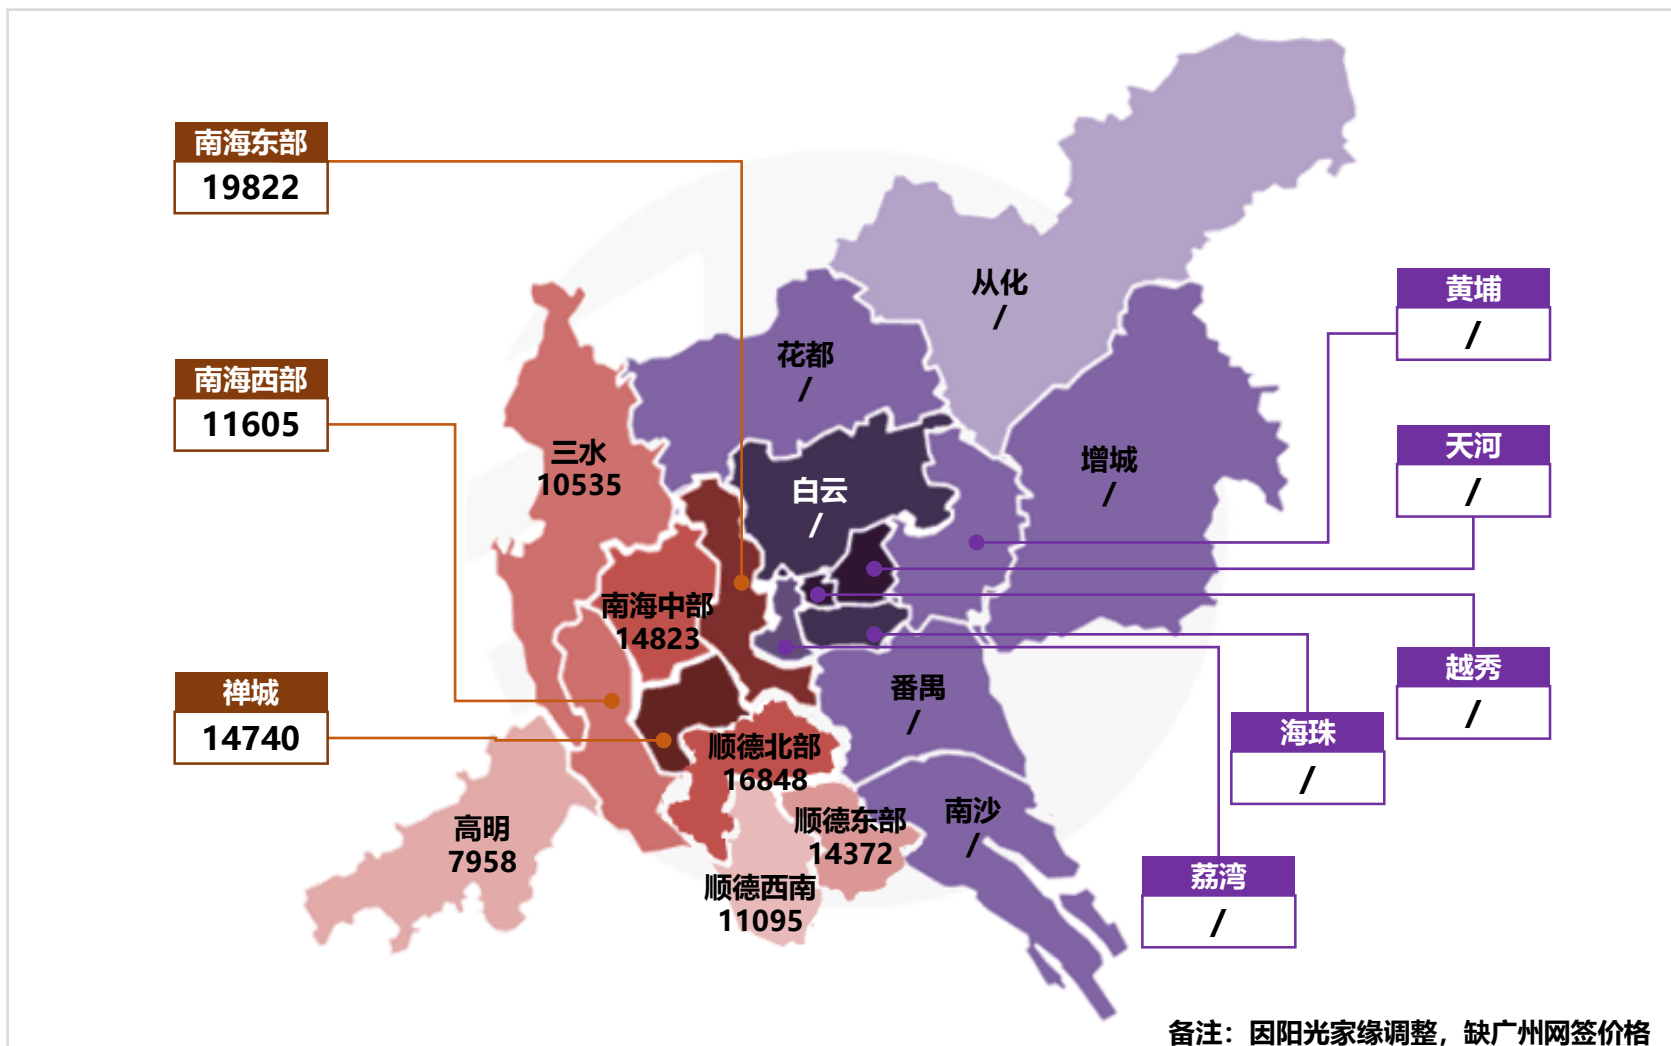 南海东部
19822
南海西部
11605
禅城
14740
三水
10535
南海中部
14823
高明
7958
顺德北部
16848
顺德东部
14372
顺德西南
11095
从化
/
花都
/
白云
/
增城
/
番禺
/
南沙
/
黄埔
/
天河
/
越秀
/
海珠
/
荔湾
/
备注：因阳光家缘调整，缺广州网签价格